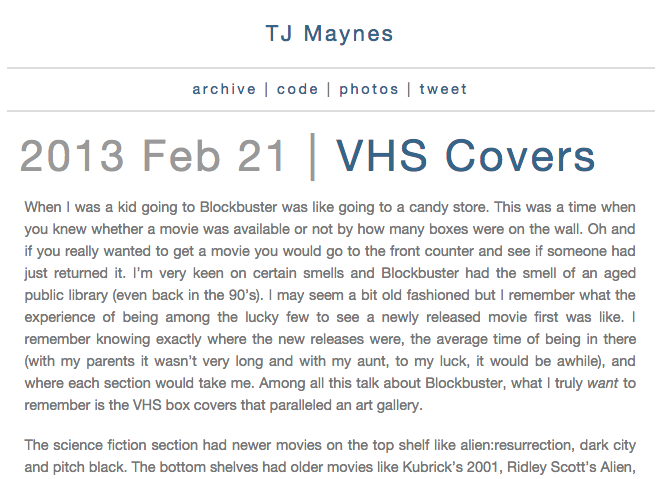 TJ Maynes
archive | code | photos | tweet
2013 Feb 21 | VHS Covers
When I was a kid going to Blockbuster was like going to a candy store. This was a time when
you knew whether a movie was available or not by how many boxes were on the wall. Oh and
if you really wanted to get a movie you would go to the front counter and see if someone had
just returned it. I'm very keen on certain smells and Blockbuster had the smell of an aged
public library (even back in the 90's). I may seem a bit old fashioned but I remember what the
experience of being among the lucky few to see a newly released movie first was like. I
remember knowing exactly where the new releases were, the average time of being in there
(with my parents it wasn't very long and with my aunt, to my luck, it would be awhile), and
where each section would take me. Among all this talk about Blockbuster, what I truly want to
remember is the VHS box covers that paralleled an art gallery.
The science fiction section had newer movies on the top shelf like alien:resurrection, dark city
and pitch black. The bottom shelves had older movies like Kubrick's 2001, Ridley Scott's Alien,